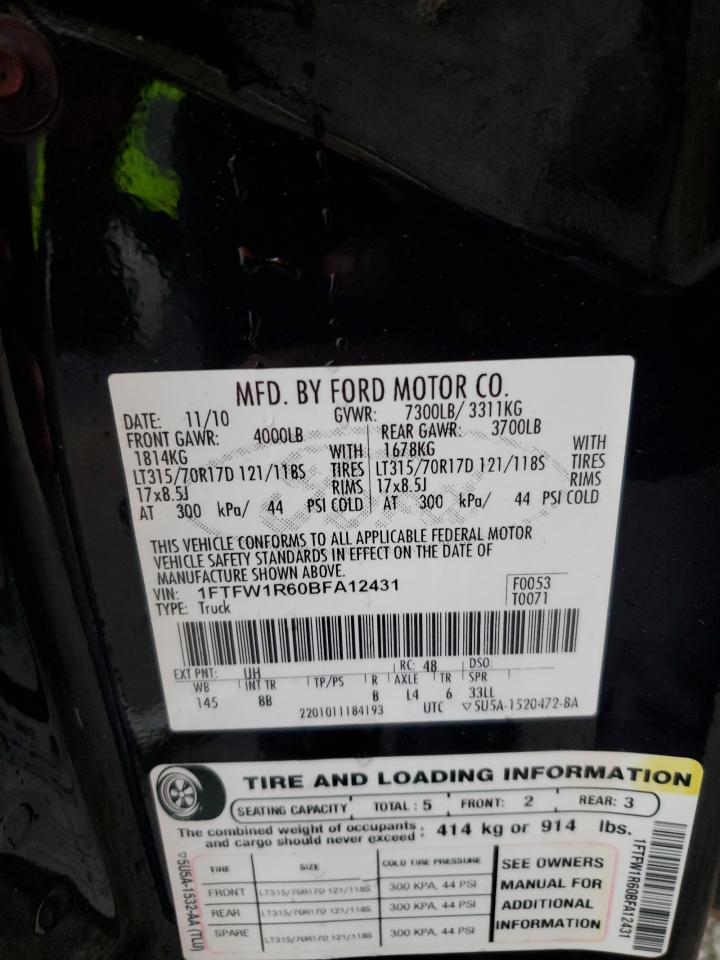 MFD. BY FORD MOTOR CO.
DATE: 11/10 GVWR: 7300LB/ 3311KG
FRONT GAWR: 4000LB REAR GAWR: 3700LB
1814KG WITH 1678KG WITH
LT315/70R17D 121/118S TIRES LT315/70R17D 121/118S TIRES
17x8.5J RIMS 17x8.5J RIMS
AT 300 kPa/ 44 PSI COLD AT 300 kPa/ 44 PSI COLD
THIS VEHICLE CONFORMS TO ALL APPLICABLE FEDERAL MOTOR
VEHICLE SAFETY STANDARDS IN EFFECT ON THE DATE OF
MANUFACTURE SHOWN ABOVE.
VIN: 1FTFW1R60BFA12431 F0053
TYPE: Truck T0071
EXT PNT: UH RC: 48 DSO:
WB INT TR TP/PS R AXLE TR SPR
145 8B B L4 6 33LL
2201011184193 UTC ▽5U5A-1520472-BA
TIRE AND LOADING INFORMATION
SEATING CAPACITY TOTAL : 5 FRONT: 2 REAR: 3
The combined weight of occupants and cargo should never exceed : 414 kg or 914 lbs.
TIRE SIZE COLD TIRE PRESSURE
FRONT LT315/70R17D 121/118S 300 KPA, 44 PSI
REAR LT315/70R17D 121/118S 300 KPA, 44 PSI
SPARE LT315/70R17D 121/118S 300 KPA, 44 PSI
SEE OWNERS
MANUAL FOR
ADDITIONAL
INFORMATION
▽5U5A-1532-AA (TLU)
1FTFW1R60BFA12431